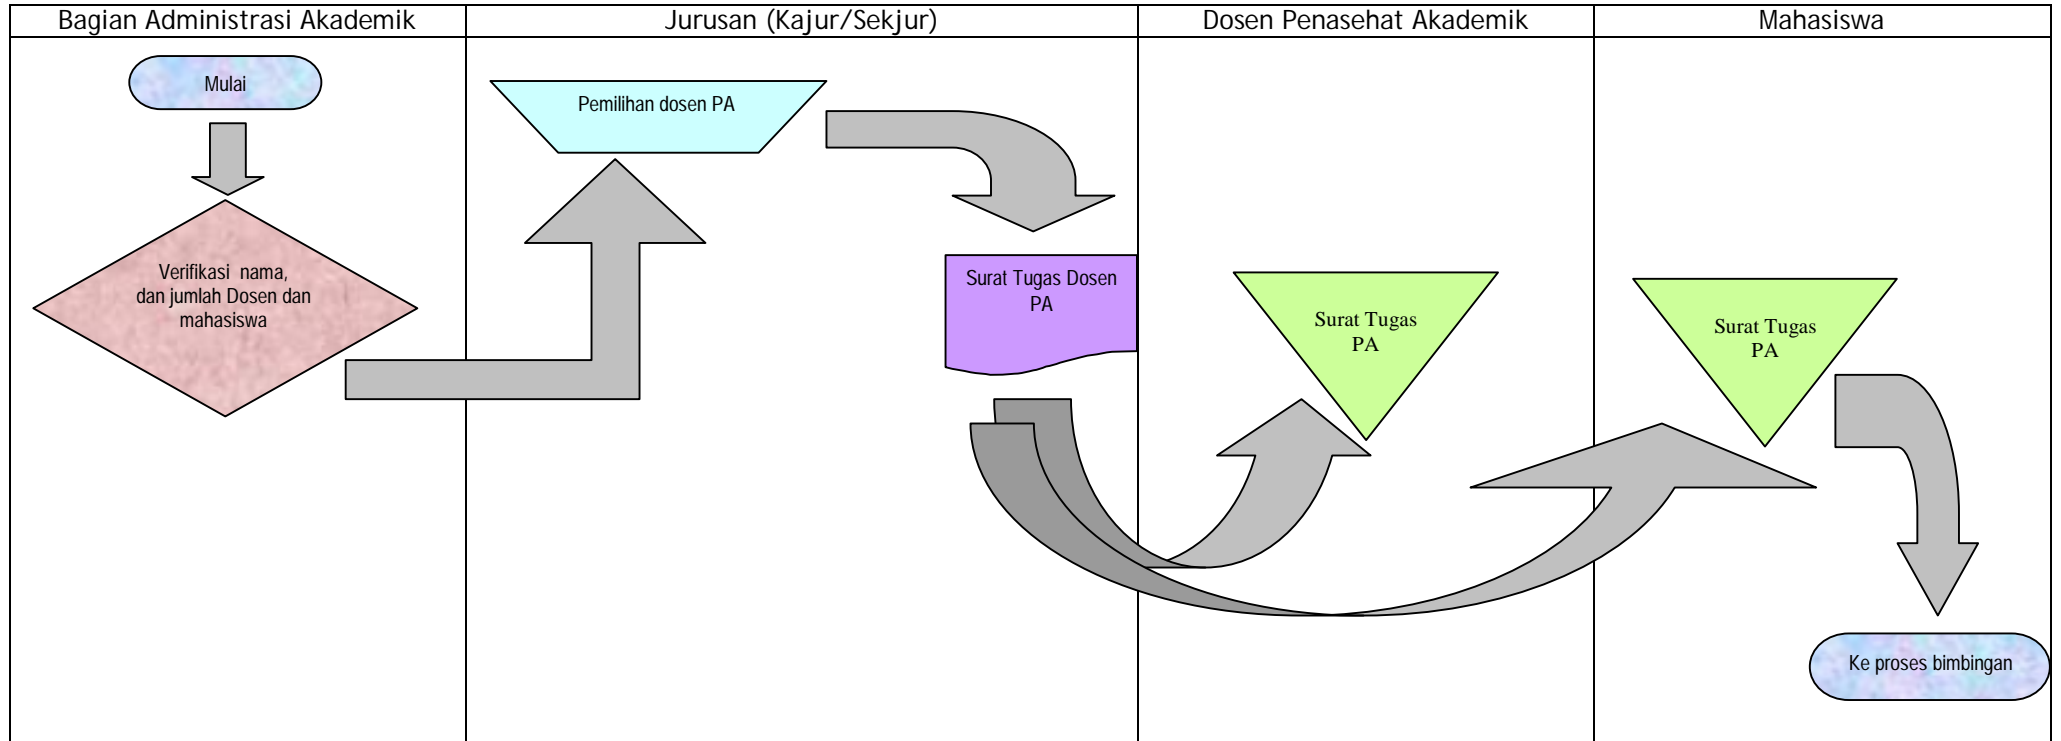 Bagian Administrasi Akademik
Jurusan (Kajur/Sekjur)
Dosen Penasehat Akademik
Mahasiswa
Mulai
Pemilihan dosen PA
Verifikasi nama,
dan jumlah Dosen dan
mahasiswa
Surat Tugas Dosen
PA
Surat Tugas
PA
Surat Tugas
PA
Ke proses bimbingan